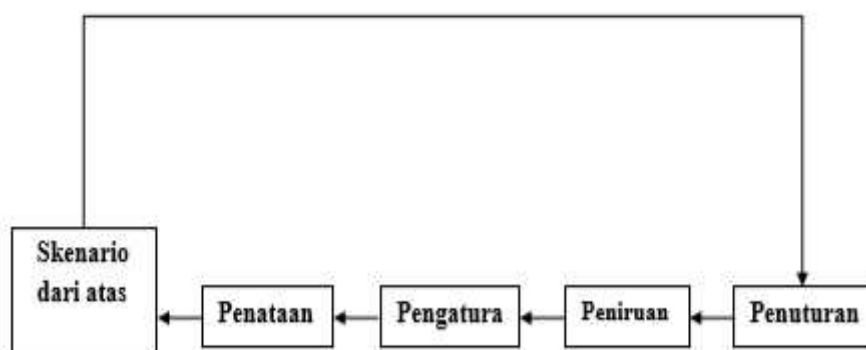 Skenario
dari atas
Penataan
Pengatura
Peniruan
Penuturan